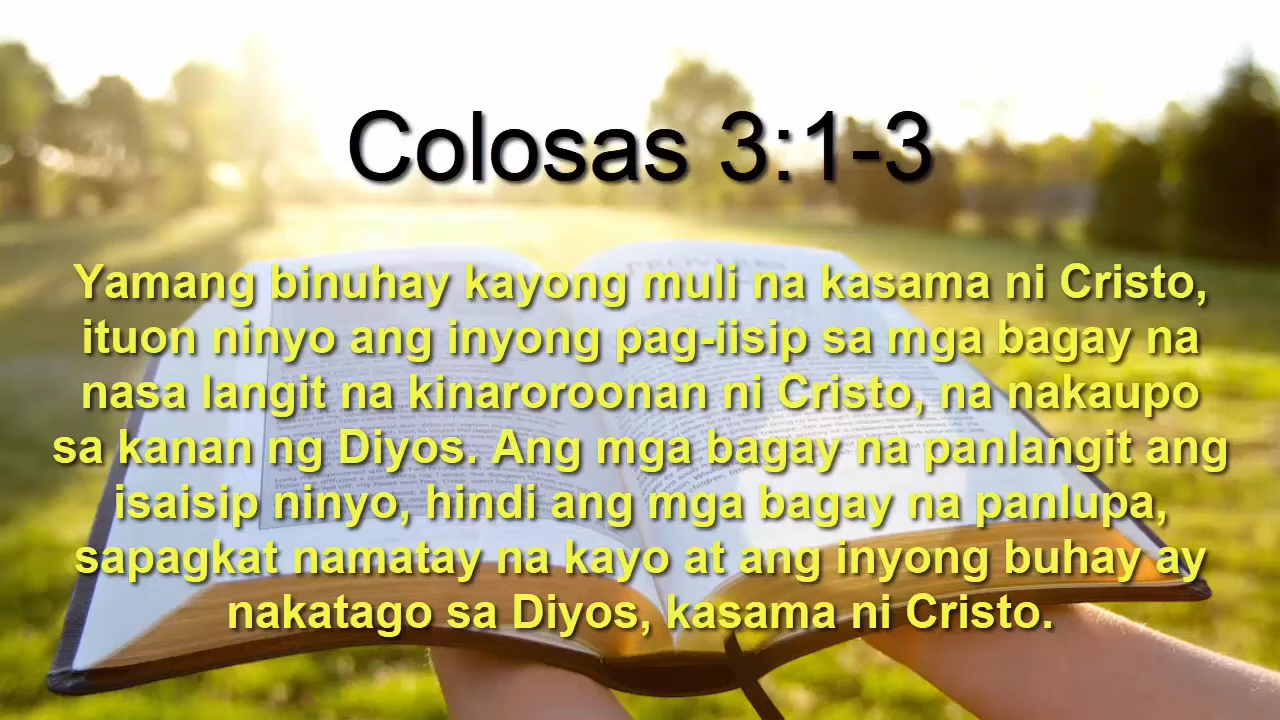 Colosas 3:1-3
Yamang binuhay kayong muli na kasama ni Cristo,
ituon ninyo ang inyong pag-iisip sa mga bagay na
nasa langit na kinaroroonan ni Cristo, na nakaupo
sa kanan ng Diyos. Ang mga bagay na panlangit ang
isaisip ninyo, hindi ang mga bagay na panlupa,
sapagkat namatay na kayo at ang inyong buhay ay
nakatago sa Diyos, kasama ni Cristo.